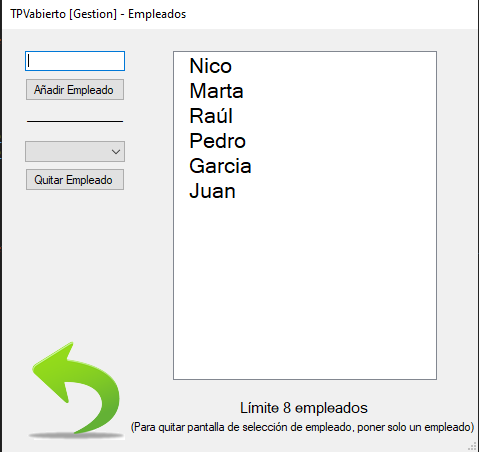 TPVabierto [Gestion] - Empleados
Añadir Empleado
Quitar Empleado
Nico
Marta
Raúl
Pedro
Garcia
Juan
Límite 8 empleados
(Para quitar pantalla de selección de empleado, poner solo un empleado)